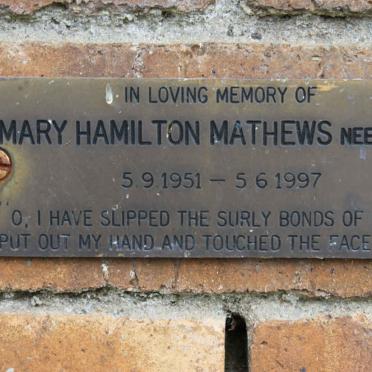 IN LOVING MEMORY OF
MARY HAMILTON MATHEWS NEE
5.9.1951 — 5.6.1997
" O, I HAVE SLIPPED THE SURLY BONDS OF
PUT OUT MY HAND AND TOUCHED THE FACE